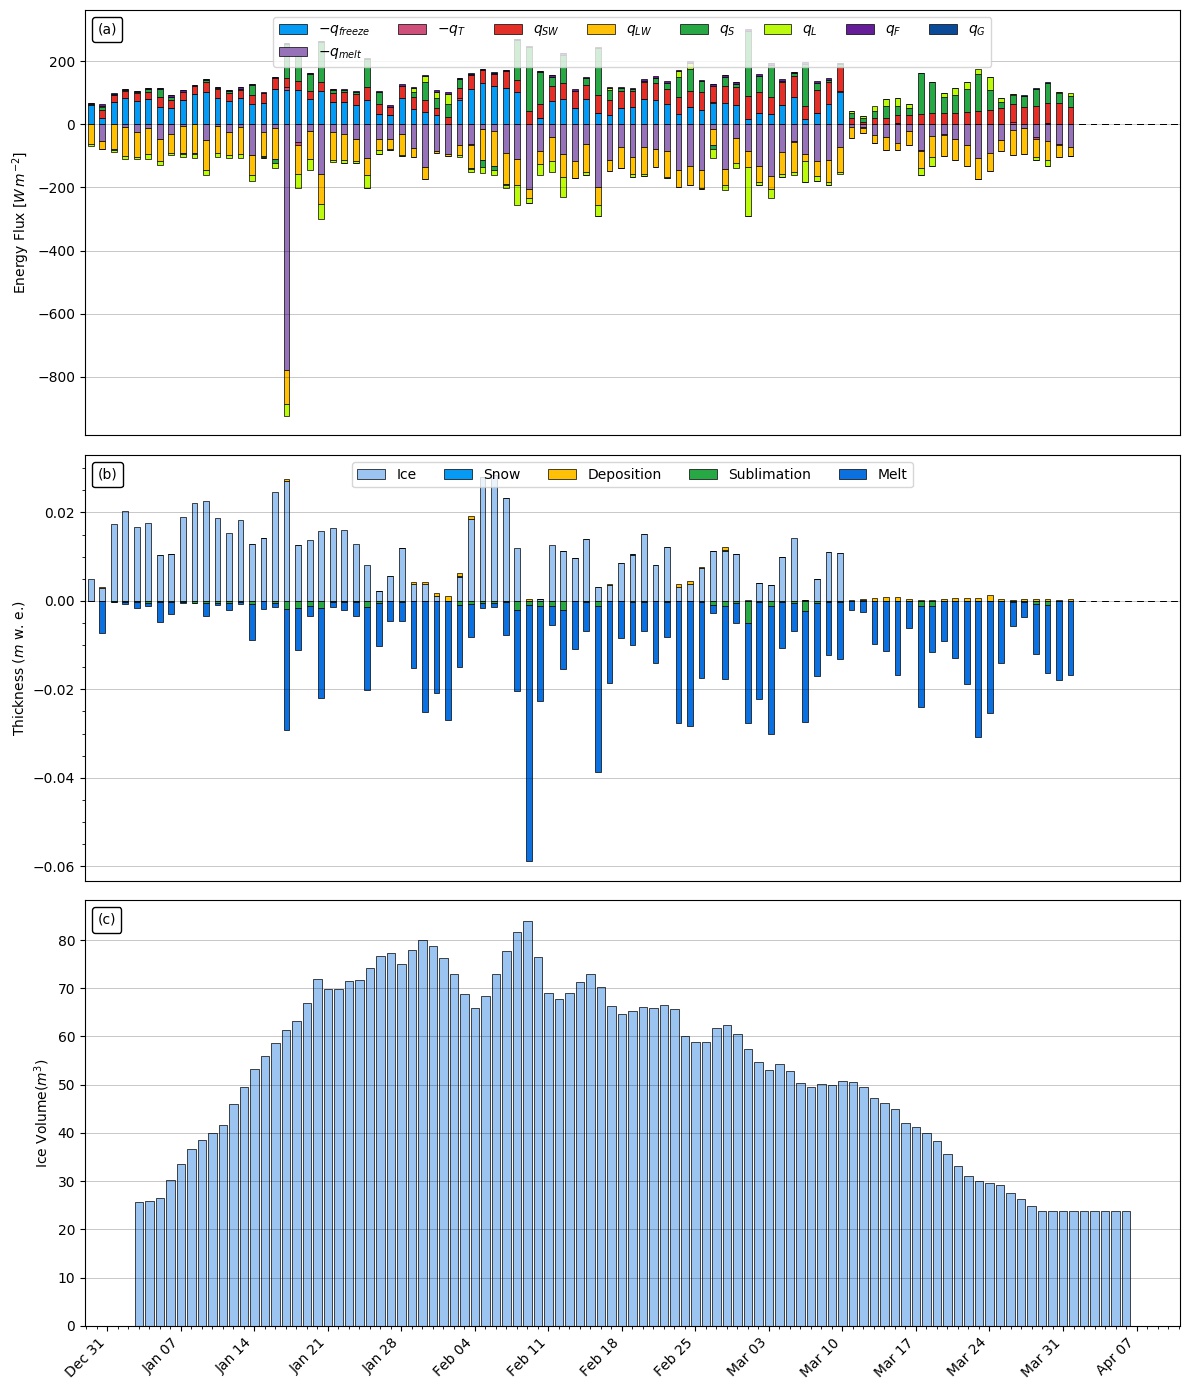 (a)
−q_freeze −q_T q_SW q_LW q_S q_L q_F q_G
−q_melt
Energy Flux [W m⁻²]
200
0
−200
−400
−600
−800
(b)
Ice Snow Deposition Sublimation Melt
Thickness (m w. e.)
0.02
0.00
−0.02
−0.04
−0.06
(c)
Ice Volume(m³)
80
70
60
50
40
30
20
10
0
Dec 31 Jan 07 Jan 14 Jan 21 Jan 28 Feb 04 Feb 11 Feb 18 Feb 25 Mar 03 Mar 10 Mar 17 Mar 24 Mar 31 Apr 07